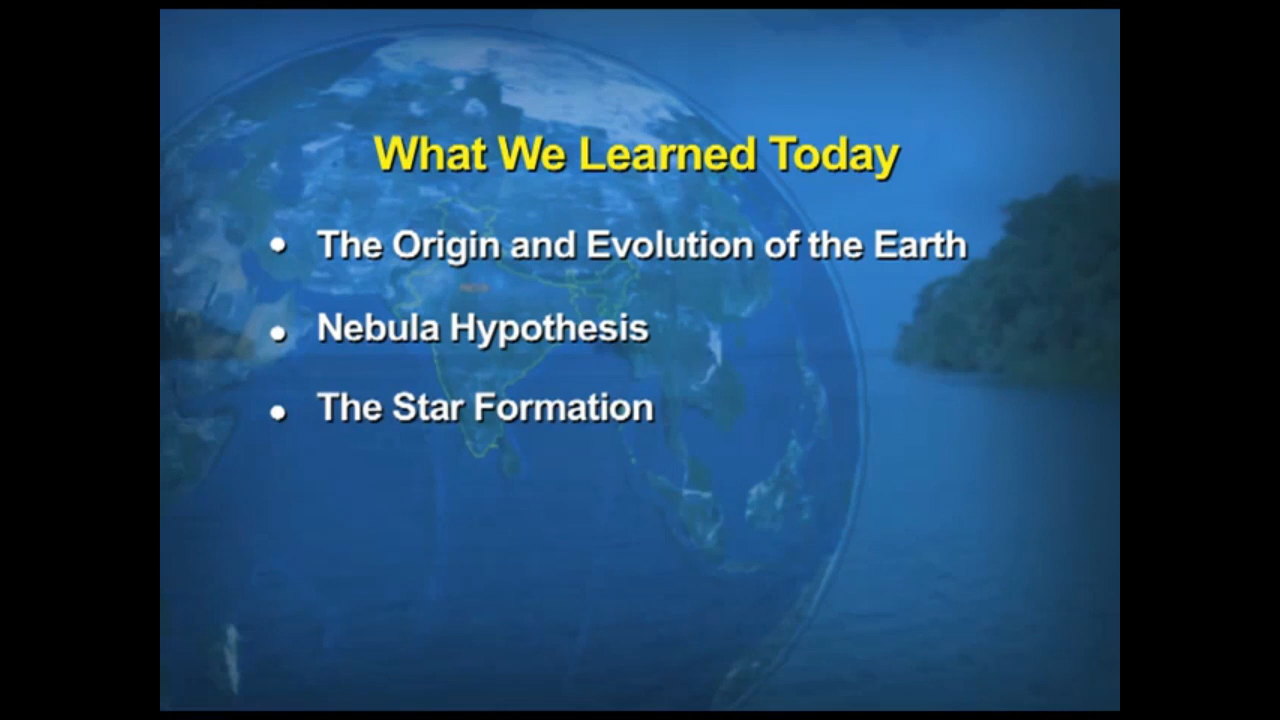 What We Learned Today
• The Origin and Evolution of the Earth
• Nebula Hypothesis
• The Star Formation